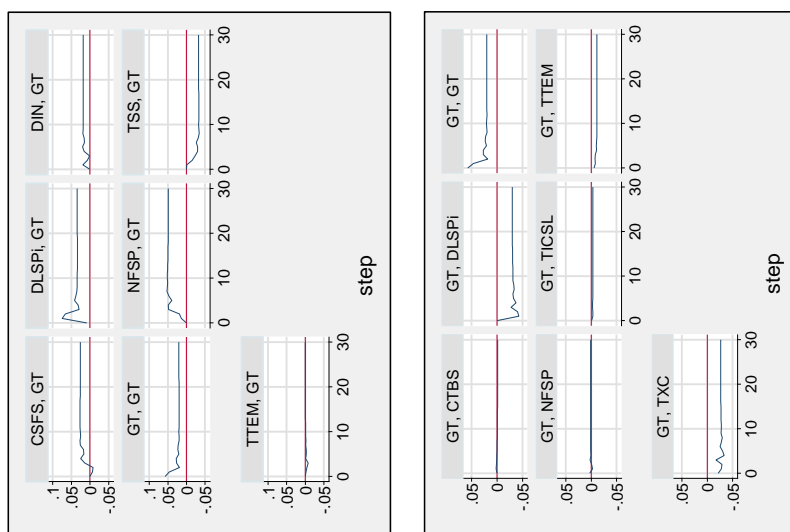 CSFS, GT
DLSPi, GT
DIN, GT
.1
.05
0
-.05
GT, GT
NFSP, GT
TSS, GT
.1
.05
0
-.05
0 10 20 30
0 10 20 30
TTEM, GT
.1
.05
0
-.05
0 10 20 30
step
GT, CTBS
GT, DLSPi
GT, GT
.05
0
-.05
GT, NFSP
GT, TICSL
GT, TTEM
.05
0
-.05
0 10 20 30
0 10 20 30
GT, TXC
.05
0
-.05
0 10 20 30
step